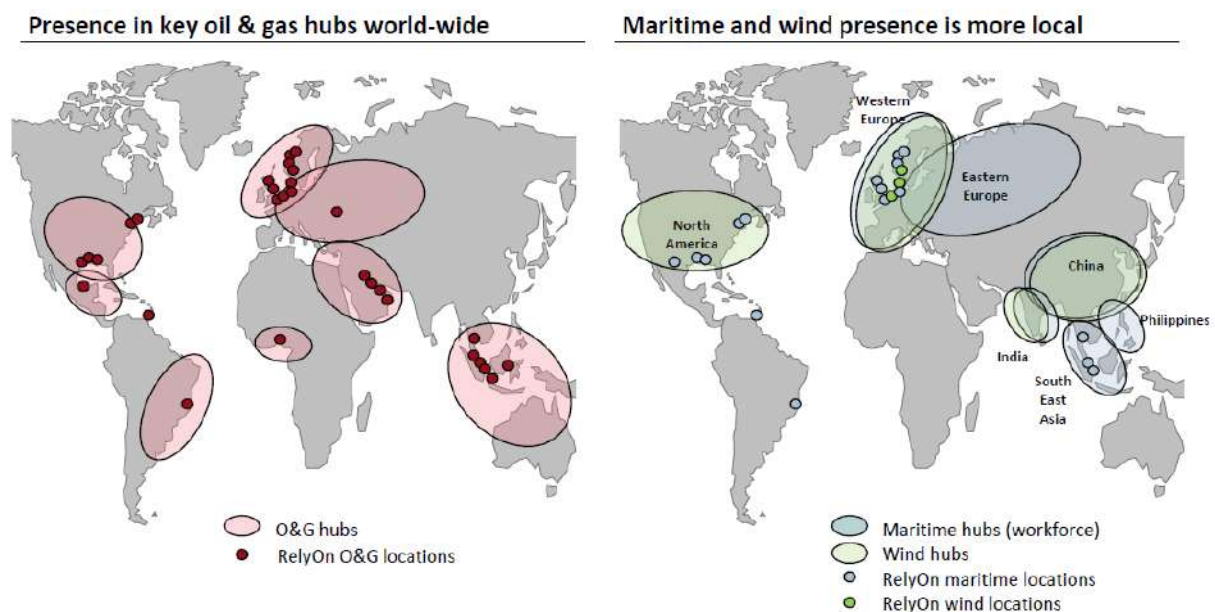 Presence in key oil & gas hubs world-wide
Maritime and wind presence is more local
Western
Europe
Eastern
Europe
North
America
China
Philippines
India
South
East
Asia
O&G hubs
RelyOn O&G locations
Maritime hubs (workforce)
Wind hubs
RelyOn maritime locations
RelyOn wind locations